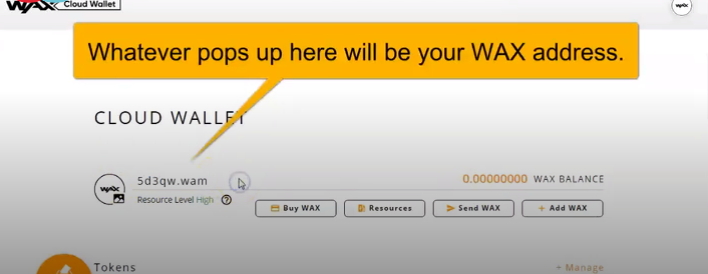 WAX Cloud Wallet
wax
Whatever pops up here will be your WAX address.
CLOUD WALLET
wax
5d3qw.wam
0.00000000 WAX BALANCE
Resource Level High ?
Buy WAX
Resources
Send WAX
+ Add WAX
Tokens
- Manage